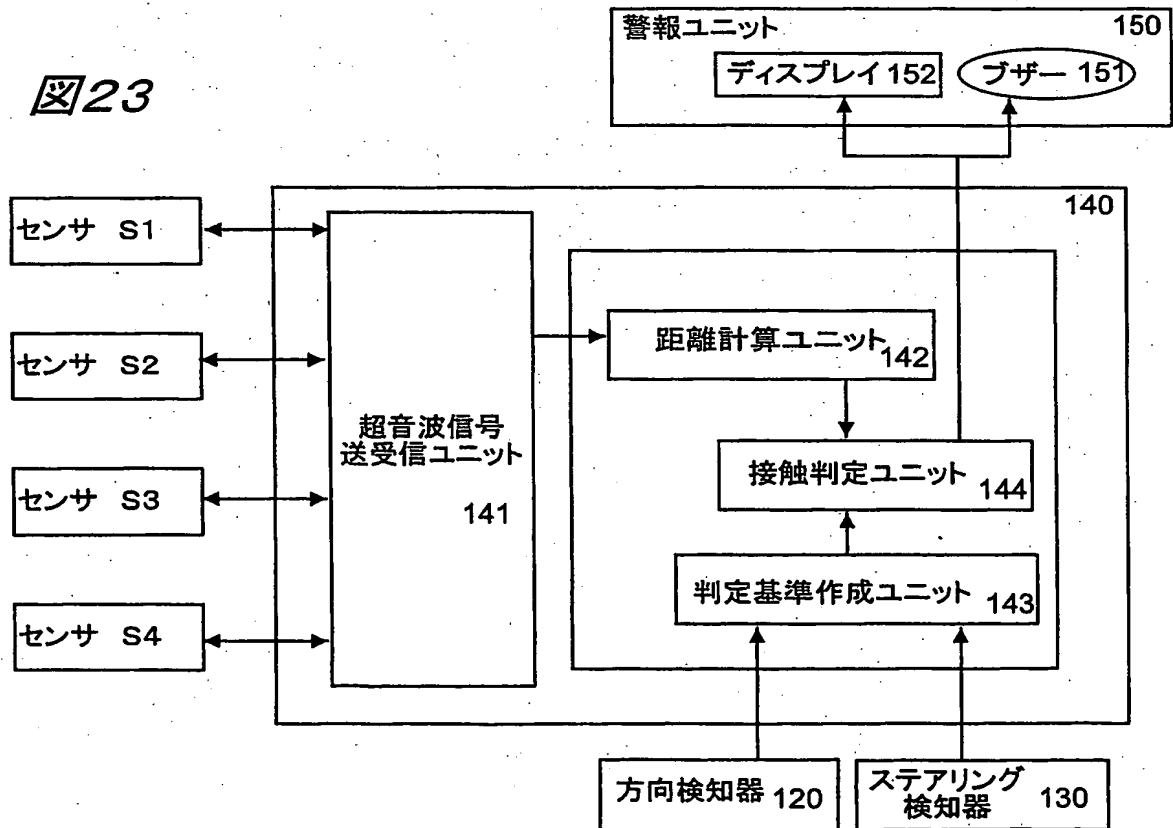 図23
警報ユニット 150
ディスプレイ 152
ブザー 151
140
センサ S1
センサ S2
センサ S3
センサ S4
超音波信号
送受信ユニット
141
距離計算ユニット 142
接触判定ユニット 144
判定基準作成ユニット 143
方向検知器 120
ステアリング
検知器 130